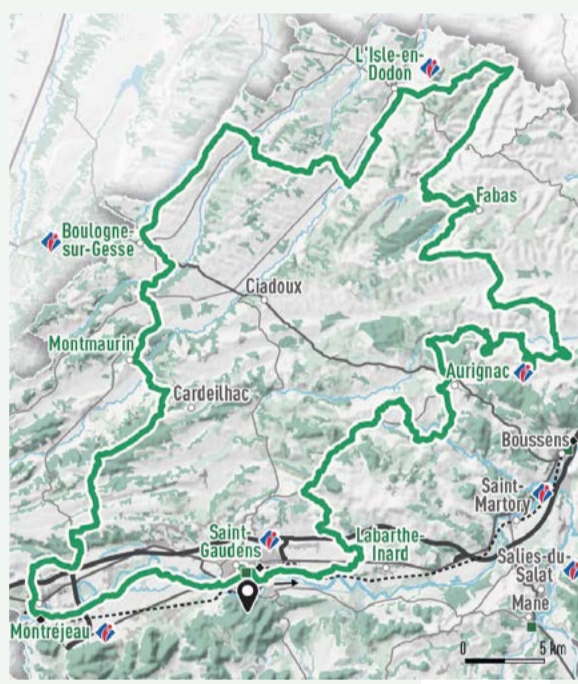 L'Isle-en-
Dodon
Fabas
Boulogne-
sur-Gesse
Ciadoux
Montmaurin
Aurignac
Cardeilhac
Boussens
Saint-
Martory
Saint-
Gaudens
Labarthe-
Inard
Salies-du-
Salat
Mane
Montréjeau
0 5 km